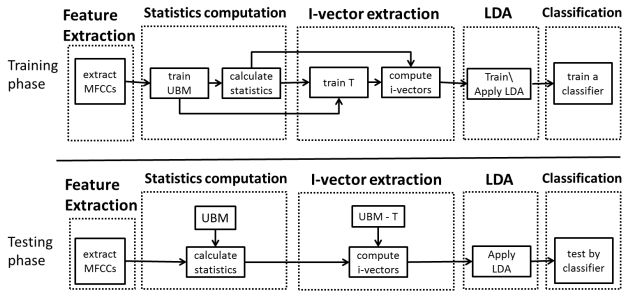 Feature Extraction
Statistics computation
I-vector extraction
LDA
Classification
Training phase
extract MFCCs
train UBM
calculate statistics
train T
compute i-vectors
Train\ Apply LDA
train a classifier
Feature Extraction
Statistics computation
I-vector extraction
LDA
Classification
Testing phase
extract MFCCs
UBM
calculate statistics
UBM - T
compute i-vectors
Apply LDA
test by classifier